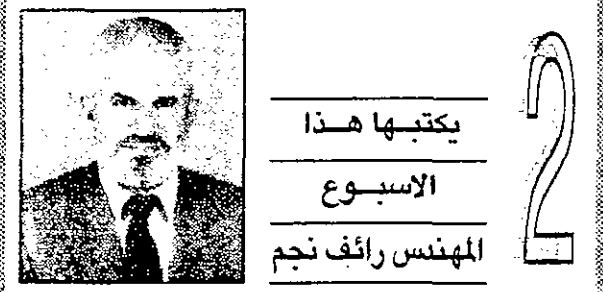 2
يكتبها هذا
الاسبوع
المهندس رائف نجم